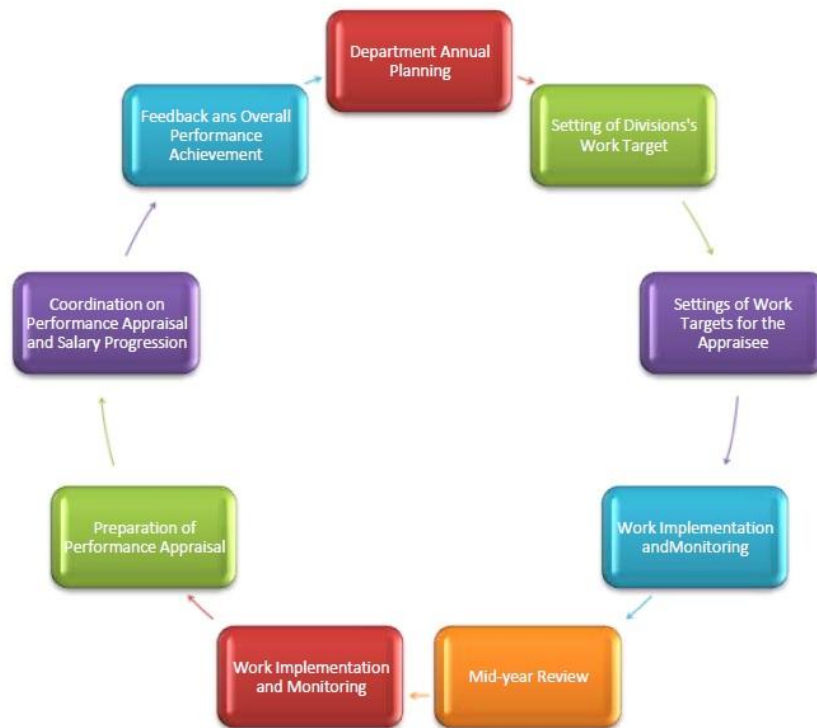 Department Annual
Planning
Setting of Divisions's
Work Target
Settings of Work
Targets for the
Appraisee
Work Implementation
andMonitoring
Mid-year Review
Work Implementation
and Monitoring
Preparation of
Performance Appraisal
Coordination on
Performance Appraisal
and Salary Progression
Feedback ans Overall
Performance
Achievement